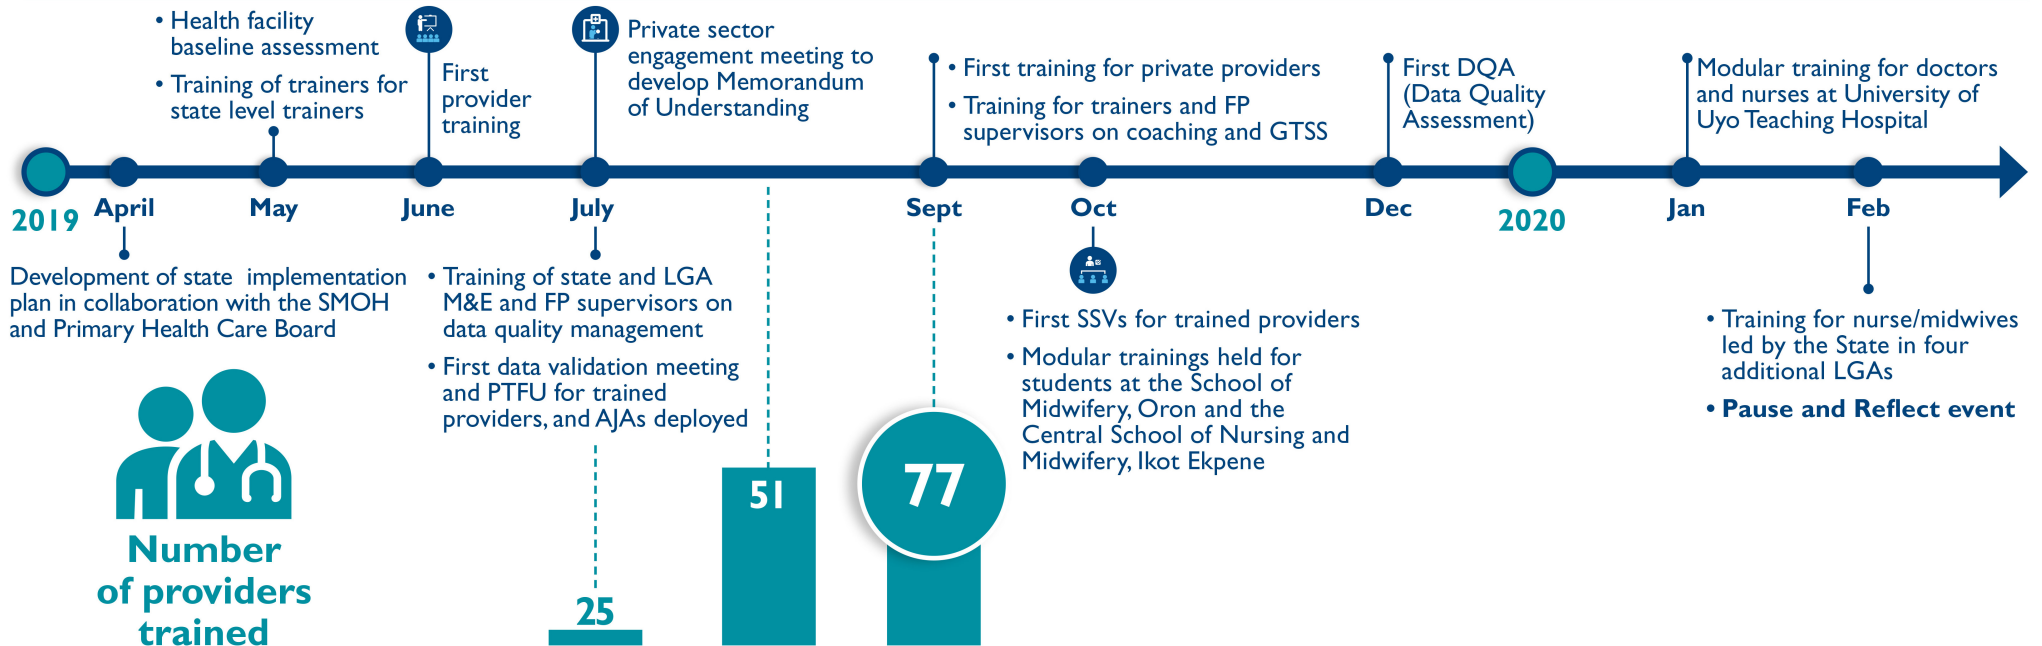 • Health facility
baseline assessment
• Training of trainers for
state level trainers
First
provider
training
Private sector
engagement meeting to
develop Memorandum
of Understanding
• First training for private providers
• Training for trainers and FP
supervisors on coaching and GTSS
First DQA
(Data Quality
Assessment)
Modular training for doctors
and nurses at University of
Uyo Teaching Hospital
2019
April
May
June
July
Sept
Oct
Dec
2020
Jan
Feb
Development of state implementation
plan in collaboration with the SMOH
and Primary Health Care Board
• Training of state and LGA
M&E and FP supervisors on
data quality management
• First data validation meeting
and PTFU for trained
providers, and AJAs deployed
• First SSVs for trained providers
• Modular trainings held for
students at the School of
Midwifery, Oron and the
Central School of Nursing and
Midwifery, Ikot Ekpene
• Training for nurse/midwives
led by the State in four
additional LGAs
• Pause and Reflect event
Number
of providers
trained
25
51
77